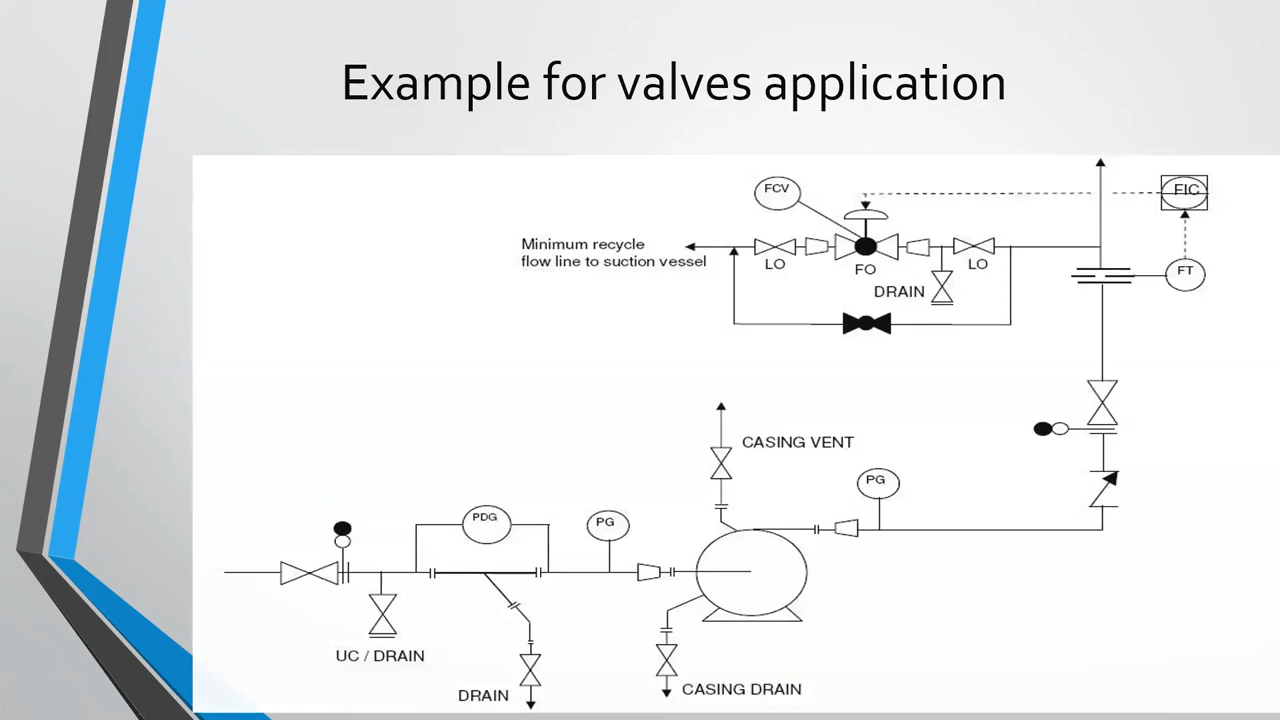 Example for valves application
FCV
FIC
Minimum recycle
flow line to suction vessel
LO
FO
LO
FT
DRAIN
CASING VENT
PG
PDG
PG
UC / DRAIN
DRAIN
CASING DRAIN